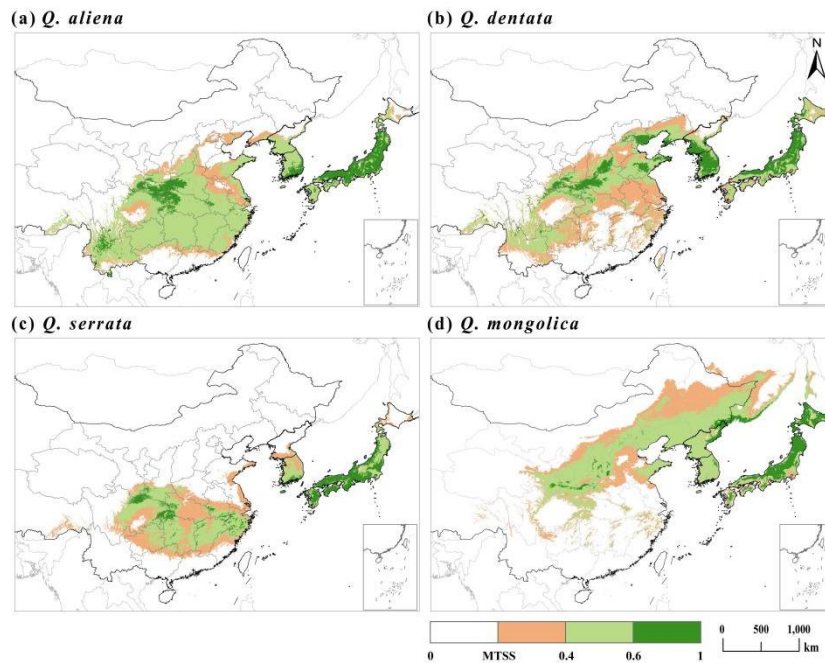 (a) Q. aliena
(b) Q. dentata
N
(c) Q. serrata
(d) Q. mongolica
0 MTSS 0.4 0.6 1
0 500 1,000
km